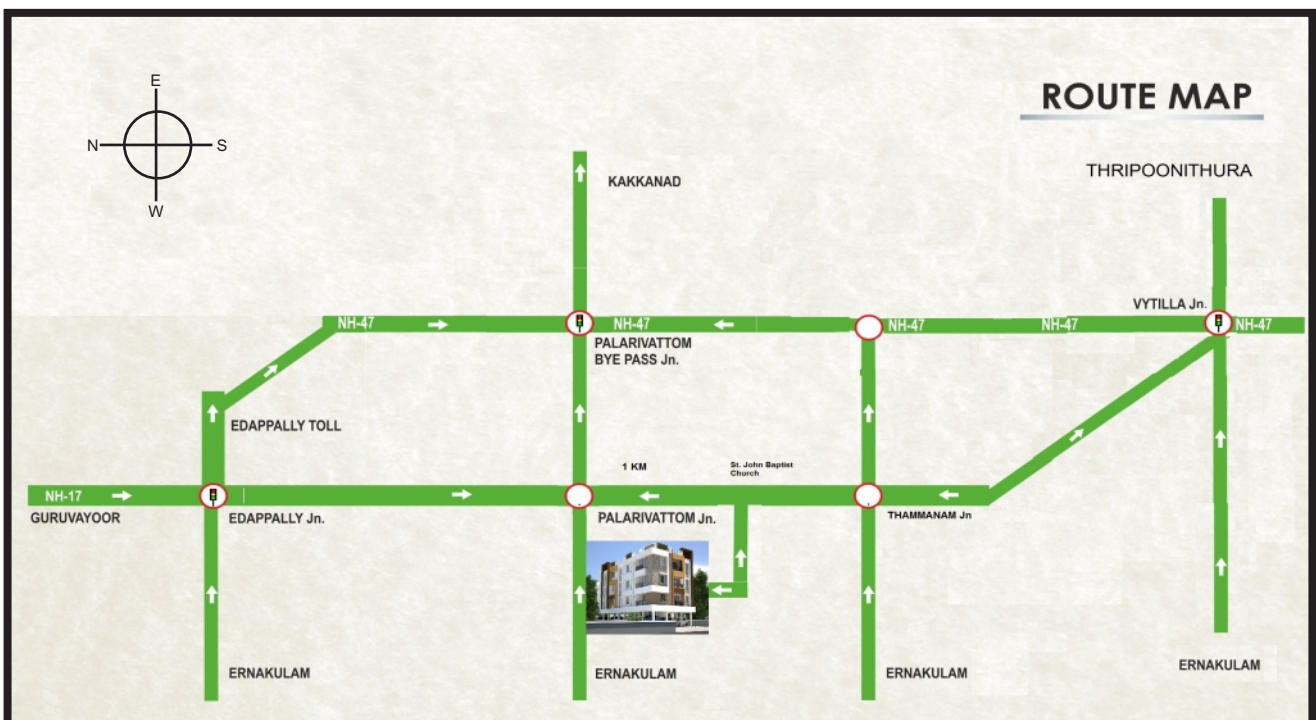 E
ROUTE MAP
N
S
W
THRIPOONITHURA
KAKKANAD
VYTILLA Jn.
NH-47
NH-47
NH-47
NH-47
NH-47
PALARIVATTOM
BYE PASS Jn.
EDAPPALLY TOLL
1 KM
St. John Baptist
Church
NH-17
GURUVAYOOR
EDAPPALLY Jn.
PALARIVATTOM Jn.
THAMMANAM Jn
ERNAKULAM
ERNAKULAM
ERNAKULAM
ERNAKULAM